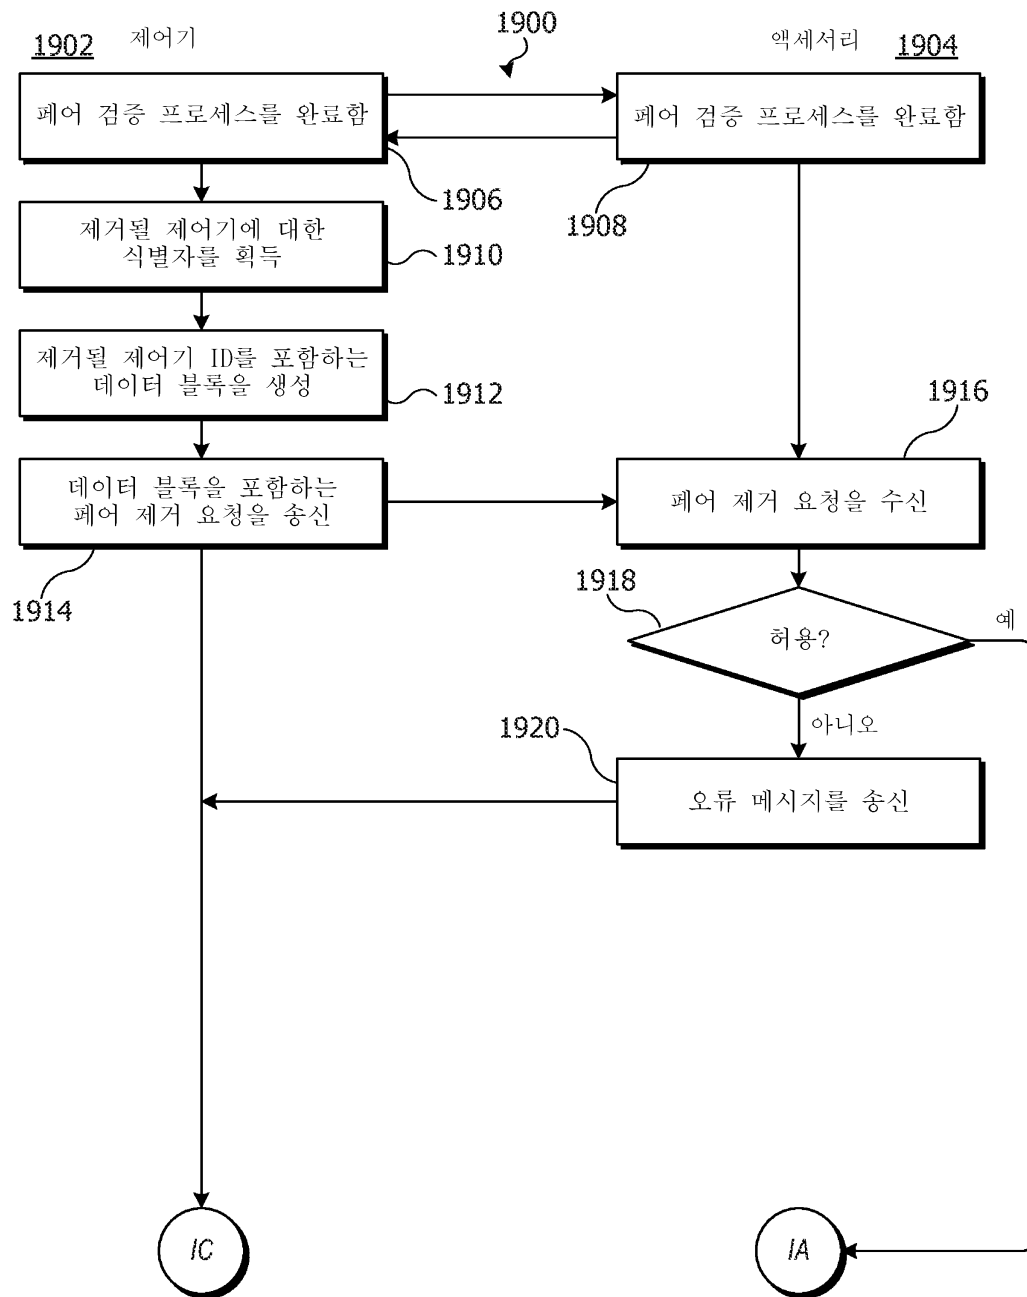 1902
제어기
1900
액세서리
1904
페어 검증 프로세스를 완료함
페어 검증 프로세스를 완료함
1906
1908
제거될 제어기에 대한
식별자를 획득
1910
제거될 제어기 ID를 포함하는
데이터 블록을 생성
1912
1916
데이터 블록을 포함하는
페어 제거 요청을 송신
페어 제거 요청을 수신
1914
1918
허용?
예
아니오
1920
오류 메시지를 송신
IC
IA